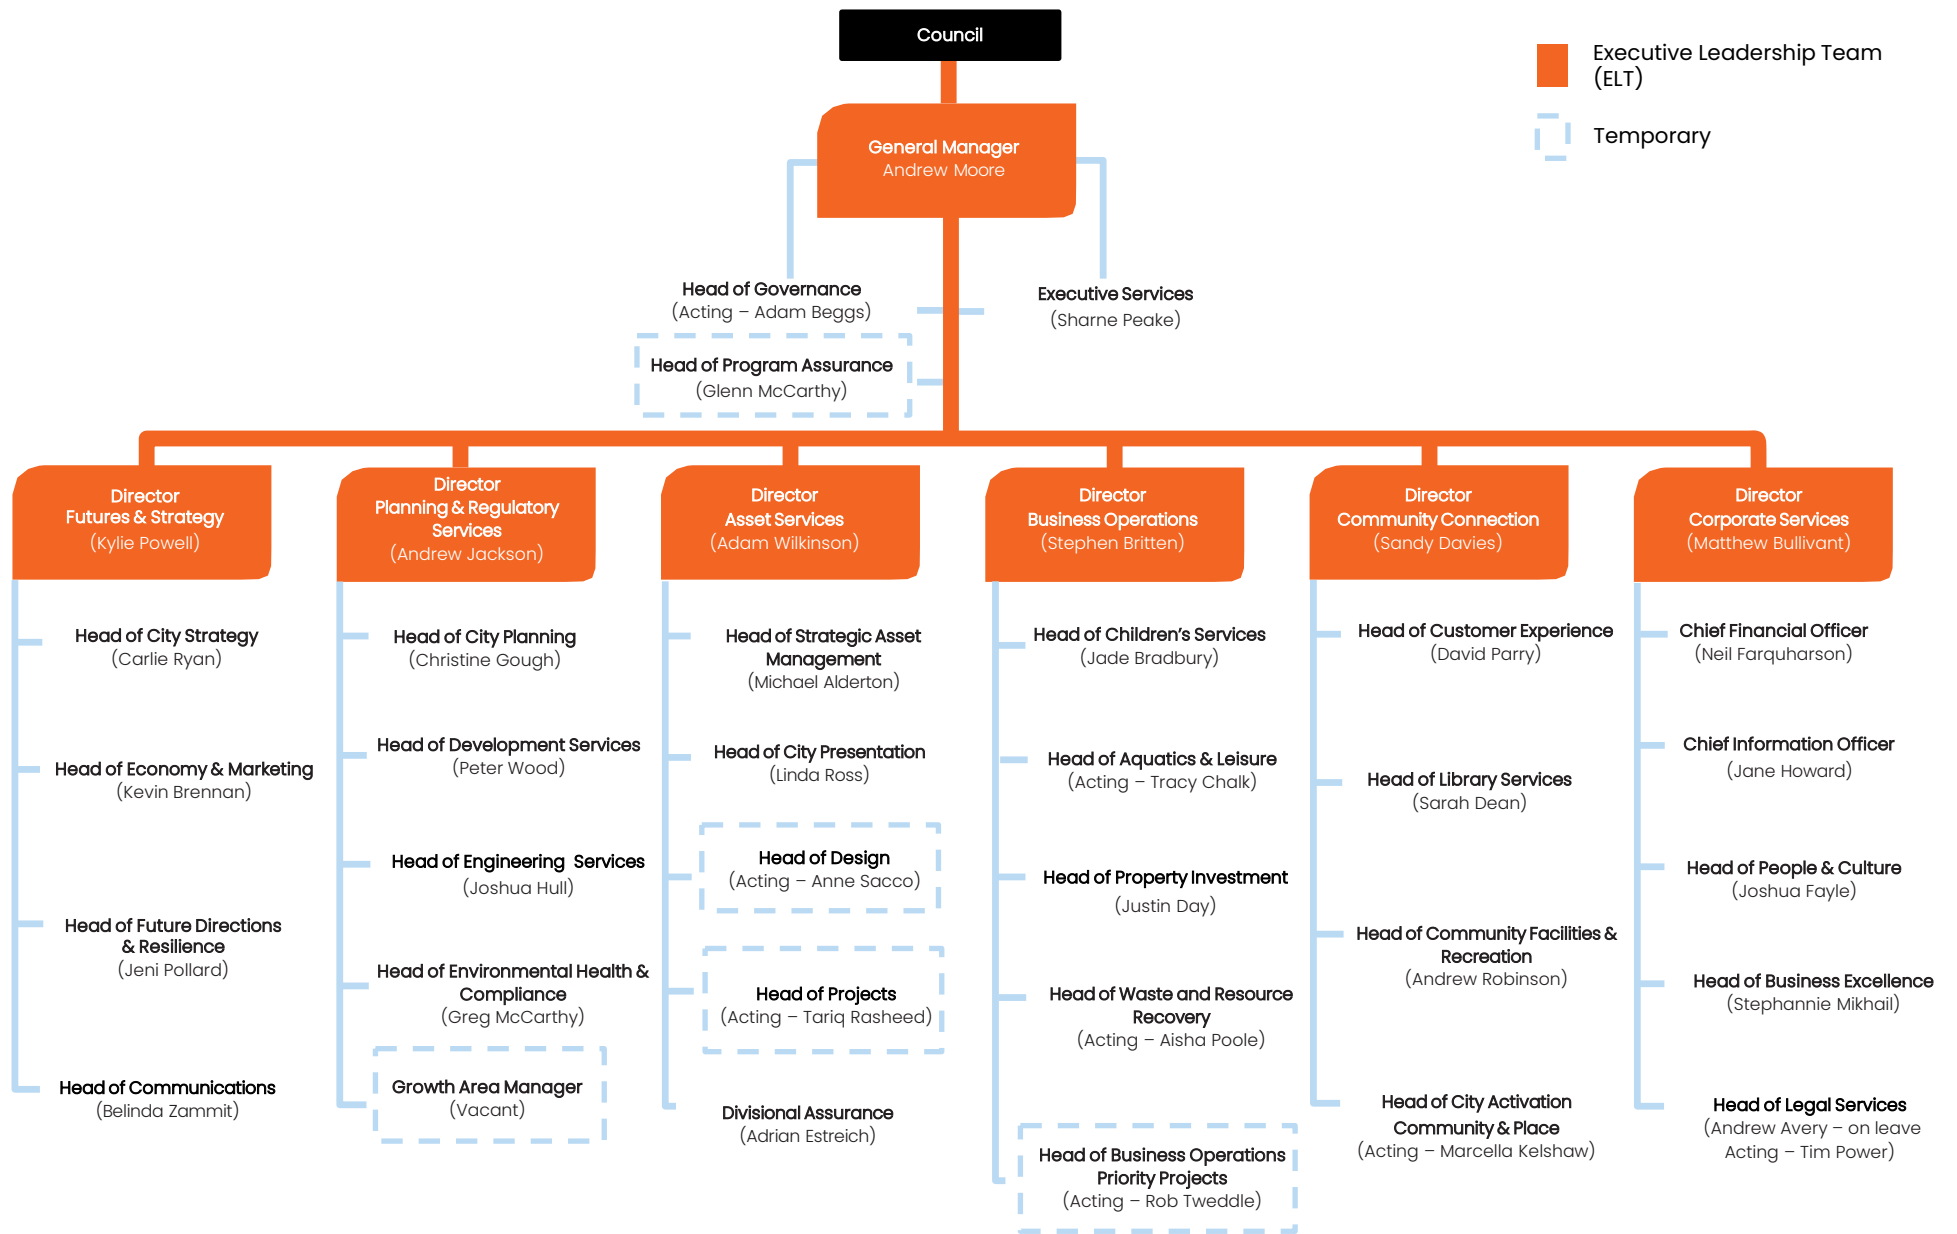 Council
Executive Leadership Team
(ELT)
Temporary
General Manager
Andrew Moore
Head of Governance
(Acting – Adam Beggs)
Executive Services
(Sharne Peake)
Head of Program Assurance
(Glenn McCarthy)
Director
Futures & Strategy
(Kylie Powell)
Head of City Strategy
(Carlie Ryan)
Head of Economy & Marketing
(Kevin Brennan)
Head of Future Directions
& Resilience
(Jeni Pollard)
Head of Communications
(Belinda Zammit)
Director
Planning & Regulatory
Services
(Andrew Jackson)
Head of City Planning
(Christine Gough)
Head of Development Services
(Peter Wood)
Head of Engineering  Services
(Joshua Hull)
Head of Environmental Health &
Compliance
(Greg McCarthy)
Growth Area Manager
(Vacant)
Director
Asset Services
(Adam Wilkinson)
Head of Strategic Asset
Management
(Michael Alderton)
Head of City Presentation
(Linda Ross)
Head of Design
(Acting – Anne Sacco)
Head of Projects
(Acting – Tariq Rasheed)
Divisional Assurance
(Adrian Estreich)
Director
Business Operations
(Stephen Britten)
Head of Children’s Services
(Jade Bradbury)
Head of Aquatics & Leisure
(Acting – Tracy Chalk)
Head of Property Investment
(Justin Day)
Head of Waste and Resource
Recovery
(Acting – Aisha Poole)
Head of Business Operations
Priority Projects
(Acting – Rob Tweddle)
Director
Community Connection
(Sandy Davies)
Head of Customer Experience
(David Parry)
Head of Library Services
(Sarah Dean)
Head of Community Facilities &
Recreation
(Andrew Robinson)
Head of City Activation
Community & Place
(Acting – Marcella Kelshaw)
Director
Corporate Services
(Matthew Bullivant)
Chief Financial Officer
(Neil Farquharson)
Chief Information Officer
(Jane Howard)
Head of People & Culture
(Joshua Fayle)
Head of Business Excellence
(Stephannie Mikhail)
Head of Legal Services
(Andrew Avery – on leave
Acting – Tim Power)